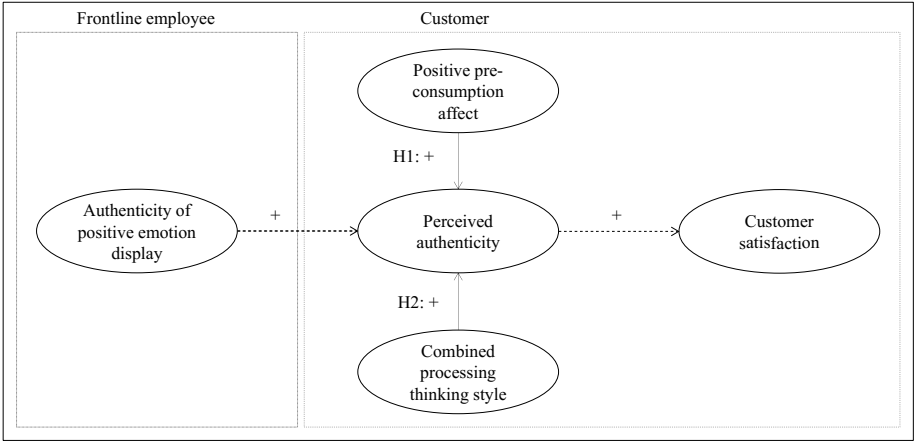 Frontline employee
Customer
Positive pre-
consumption
affect
H1: +
Authenticity of
positive emotion
display
+
Perceived
authenticity
+
Customer
satisfaction
H2: +
Combined
processing
thinking style